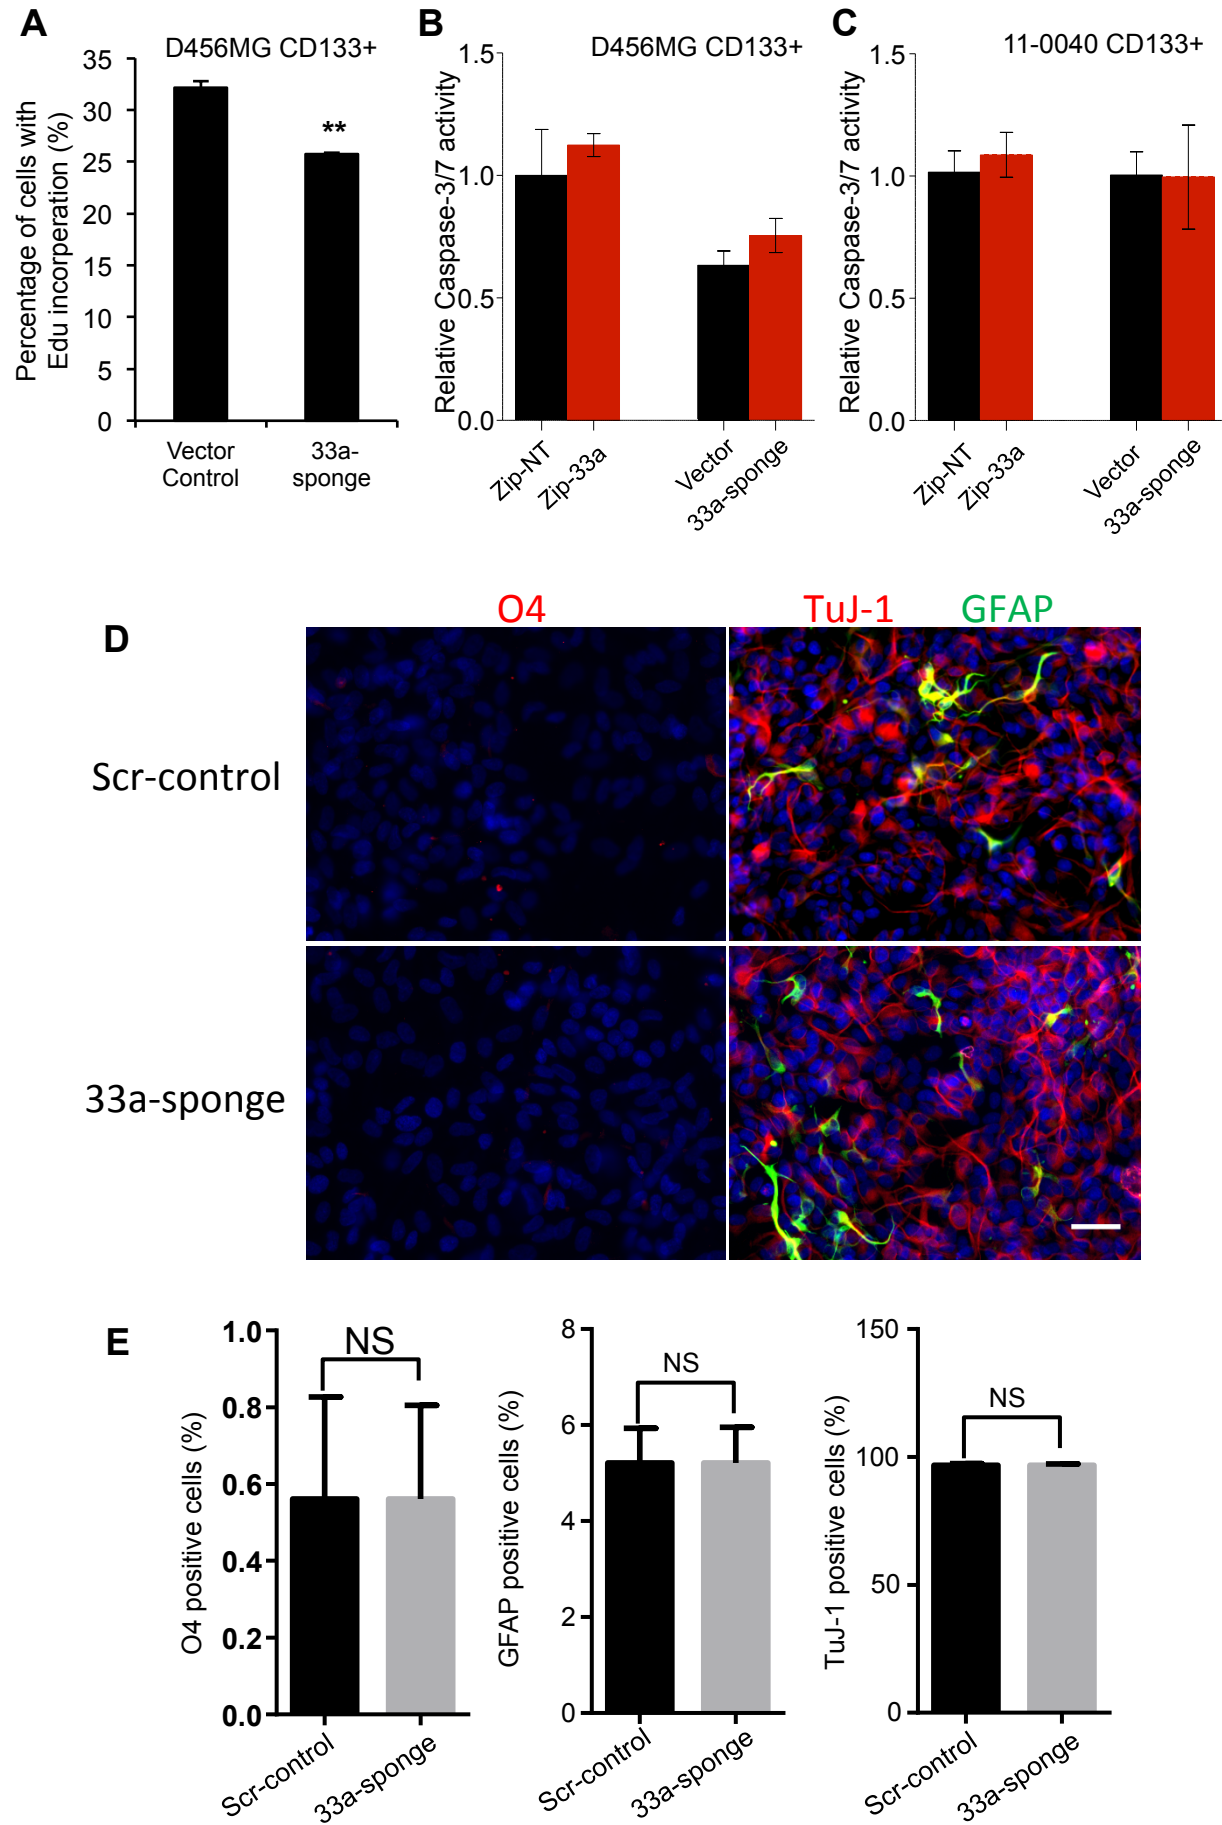 A
D456MG CD133+
Percentage of cells with
Edu incorperation (%)
35
30
25
20
15
10
5
0
**
Vector
Control
33a-
sponge
B
D456MG CD133+
Relative Caspase-3/7 activity
1.5
1.0
0.5
0.0
Zip-NT
Zip-33a
Vector
33a-sponge
C
11-0040 CD133+
Relative Caspase-3/7 activity
1.5
1.0
0.5
0.0
Zip-NT
Zip-33a
Vector
33a-sponge
D
O4
TuJ-1
GFAP
Scr-control
33a-sponge
E
O4 positive cells (%)
1.0
0.8
0.6
0.4
0.2
0.0
NS
Scr-control
33a-sponge
GFAP positive cells (%)
8
6
4
2
0
NS
Scr-control
33a-sponge
TuJ-1 positive cells (%)
150
100
50
0
NS
Scr-control
33a-sponge